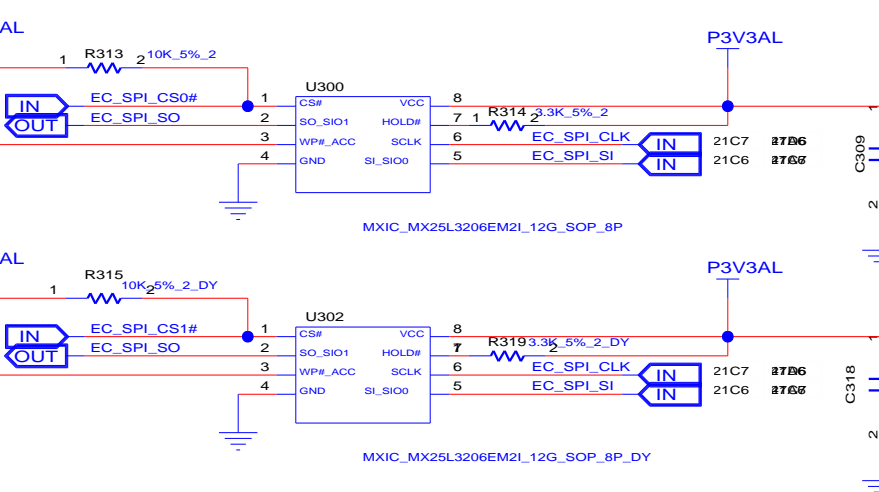 AL
P3V3AL
1 R313 2 10K_5%_2
U300
IN EC_SPI_CS0# 1 CS# VCC 8
OUT EC_SPI_SO 2 SO_SIO1 HOLD# 7 1 R314 2 3.3K_5%_2
3 WP#_ACC SCLK 6 EC_SPI_CLK IN 21C7
4 GND SI_SIO0 5 EC_SPI_SI IN 21C6
1
C309
2
MXIC_MX25L3206EM2I_12G_SOP_8P
AL
P3V3AL
1 R315 2 10K_5%_2_DY
U302
IN EC_SPI_CS1# 1 CS# VCC 8
OUT EC_SPI_SO 2 SO_SIO1 HOLD# 7 R319 2 3.3K_5%_2_DY
3 WP#_ACC SCLK 6 EC_SPI_CLK IN 21C7
4 GND SI_SIO0 5 EC_SPI_SI IN 21C6
1
C318
2
MXIC_MX25L3206EM2I_12G_SOP_8P_DY